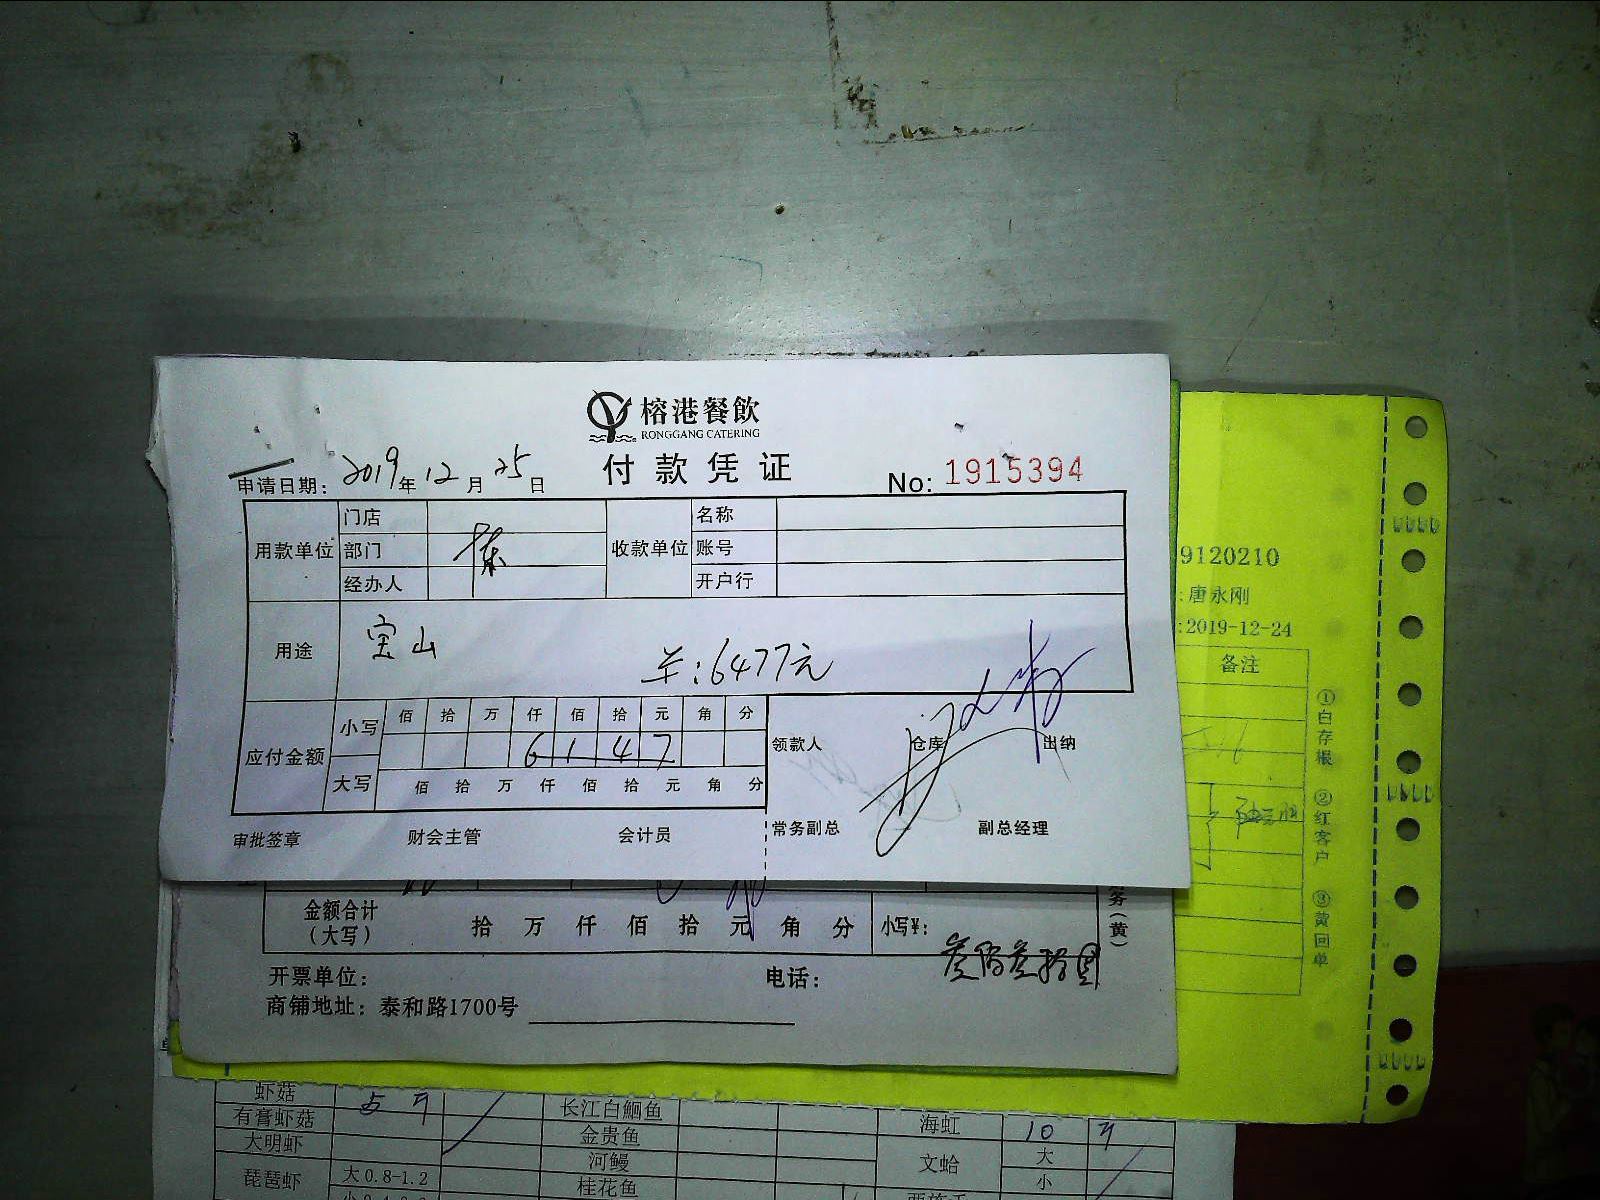 榕港餐飲
RONGGANG CATERING
付款凭证
申请日期: 2019年12月25日
No: 1915394
用款单位 门店 收款单位 名称
部门 账号
经办人 开户行
用途 宝山
6477元
应付金额 小写 佰 拾 万 仟 佰 拾 元 角 分
6 1 4 7
大写 佰 拾 万 仟 佰 拾 元 角 分
领款人 仓库 出纳
审批签章 财会主管 会计员 常务副总 副总经理
9120210
:唐永刚
:2019-12-24
备注
①白存根 ②红客户 ③黄回单
金额合计
(大写) 拾 万 仟 佰 拾 元 角 分 小写¥:
务(黄)
开票单位: 电话:
商铺地址: 泰和路1700号
虾菇 长江白鮰鱼
有膏虾菇 金贵鱼 海虹 10
大明虾 河鳗 文蛤 大
琵琶虾 大0.8-1.2 桂花鱼 小